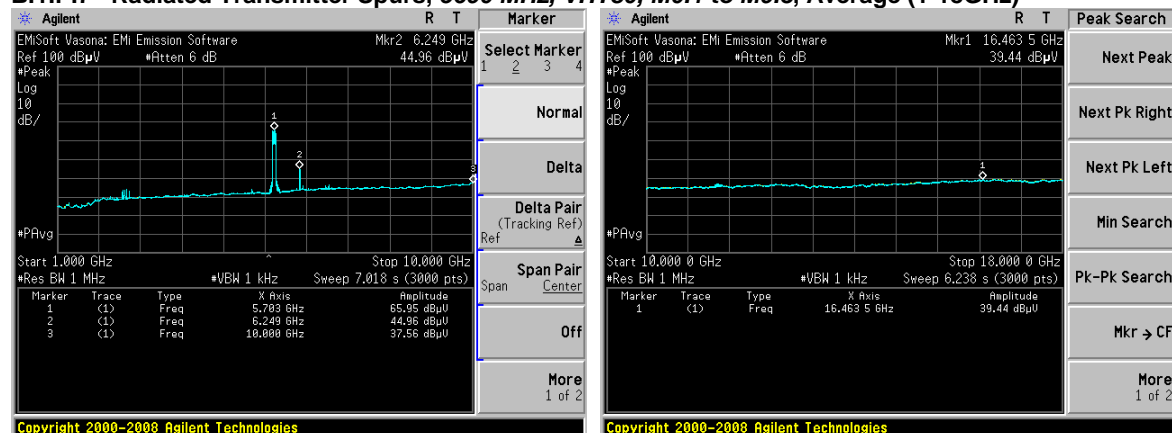 Radiated Transmitter Spurs, 5690 MHz, VHT80, M0.1 to M9.3, Average (1-18GHz)
Agilent R T
EMiSoft Vasona: EMi Emission Software Mkr2 6.249 GHz
Ref 100 dBµV #Atten 6 dB 44.96 dBµV
#Peak
Log
10
dB/
1
2
3
#PAvg
Start 1.000 GHz ^ Stop 10.000 GHz
#Res BW 1 MHz #VBW 1 kHz Sweep 7.018 s (3000 pts)
Marker Trace Type X Axis Amplitude
1 (1) Freq 5.703 GHz 65.95 dBµV
2 (1) Freq 6.249 GHz 44.96 dBµV
3 (1) Freq 10.000 GHz 37.56 dBµV
Copyright 2000-2008 Agilent Technologies
Marker
Select Marker
1 2 3 4
Normal
Delta
Delta Pair
(Tracking Ref)
Ref Δ
Span Pair
Span Center
Off
More
1 of 2
Agilent R T
EMiSoft Vasona: EMi Emission Software Mkr1 16.463 5 GHz
Ref 100 dBµV #Atten 6 dB 39.44 dBµV
#Peak
Log
10
dB/
1
#PAvg
Start 10.000 0 GHz Stop 18.000 0 GHz
#Res BW 1 MHz #VBW 1 kHz Sweep 6.238 s (3000 pts)
Marker Trace Type X Axis Amplitude
1 (1) Freq 16.463 5 GHz 39.44 dBµV
Copyright 2000-2008 Agilent Technologies
Peak Search
Next Peak
Next Pk Right
Next Pk Left
Min Search
Pk-Pk Search
Mkr → CF
More
1 of 2